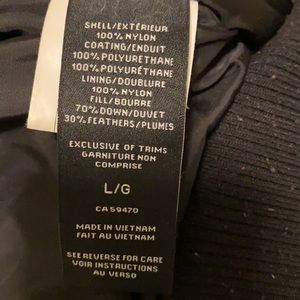 SHELL/EXTÉRIEUR
100% NYLON
COATING/ENDUIT
100% POLYURETHANE
100% POLYURÉTHANE
LINING/DOUBLURE
100% NYLON
FILL/BOURRE
70% DOWN/DUVET
30% FEATHERS/PLUMES
EXCLUSIVE OF TRIMS
GARNITURE NON
COMPRISE
L/G
CA 59470
MADE IN VIETNAM
FAIT AU VIETNAM
SEE REVERSE FOR CARE
VOIR INSTRUCTIONS
AU VERSO